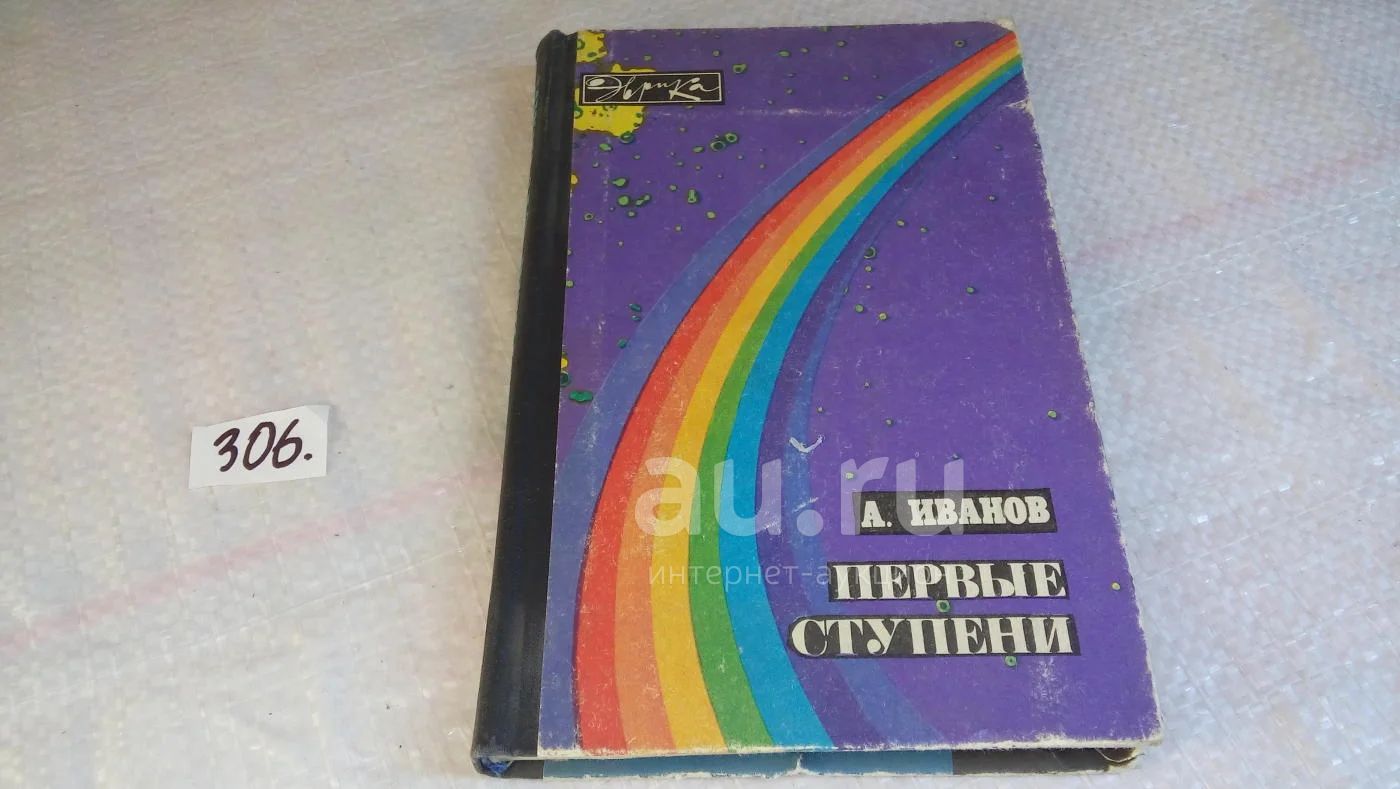 Эврика
306.
au.ru
А. ИВАНОВ
интернет-аукцион
ПЕРВЫЕ
СТУПЕНИ